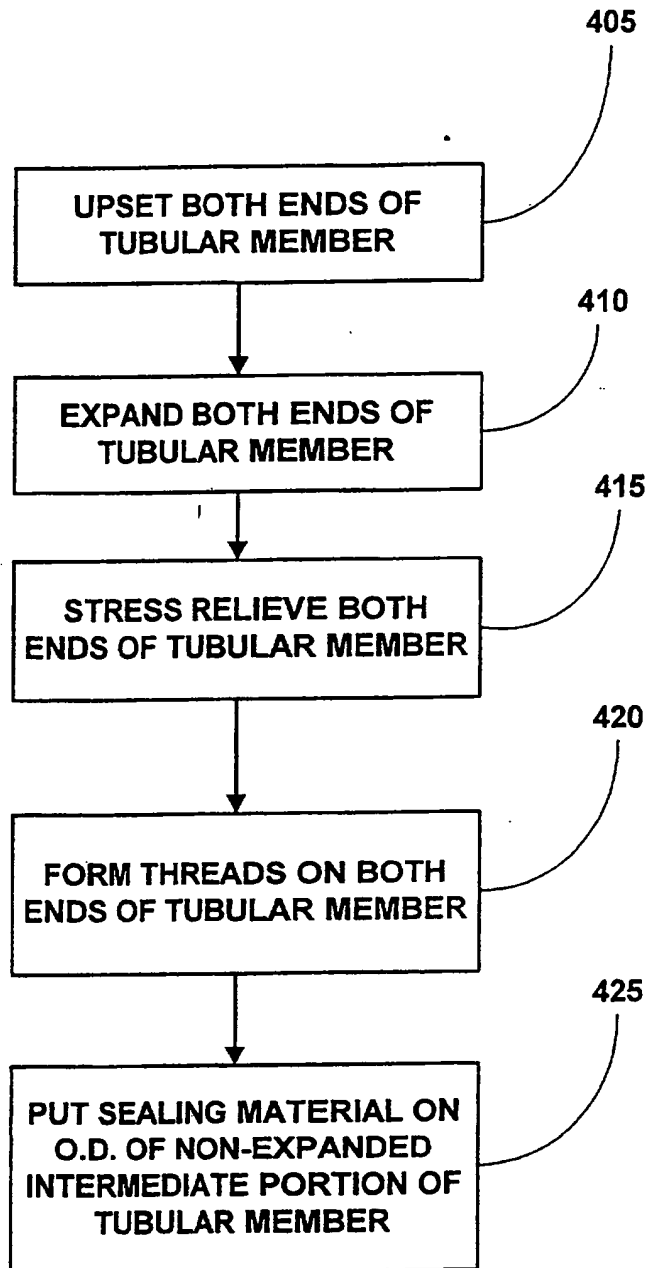 405
UPSET BOTH ENDS OF
TUBULAR MEMBER
410
EXPAND BOTH ENDS OF
TUBULAR MEMBER
415
STRESS RELIEVE BOTH
ENDS OF TUBULAR MEMBER
420
FORM THREADS ON BOTH
ENDS OF TUBULAR MEMBER
425
PUT SEALING MATERIAL ON
O.D. OF NON-EXPANDED
INTERMEDIATE PORTION OF
TUBULAR MEMBER